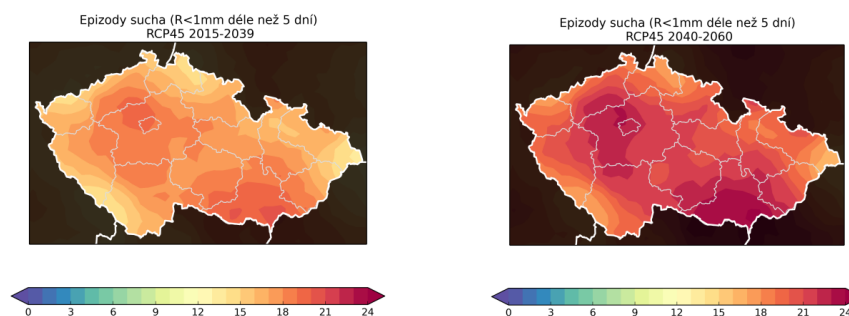 Epizody sucha (R<1mm déle než 5 dní)
RCP45 2015-2039
0 3 6 9 12 15 18 21 24
Epizody sucha (R<1mm déle než 5 dní)
RCP45 2040-2060
0 3 6 9 12 15 18 21 24